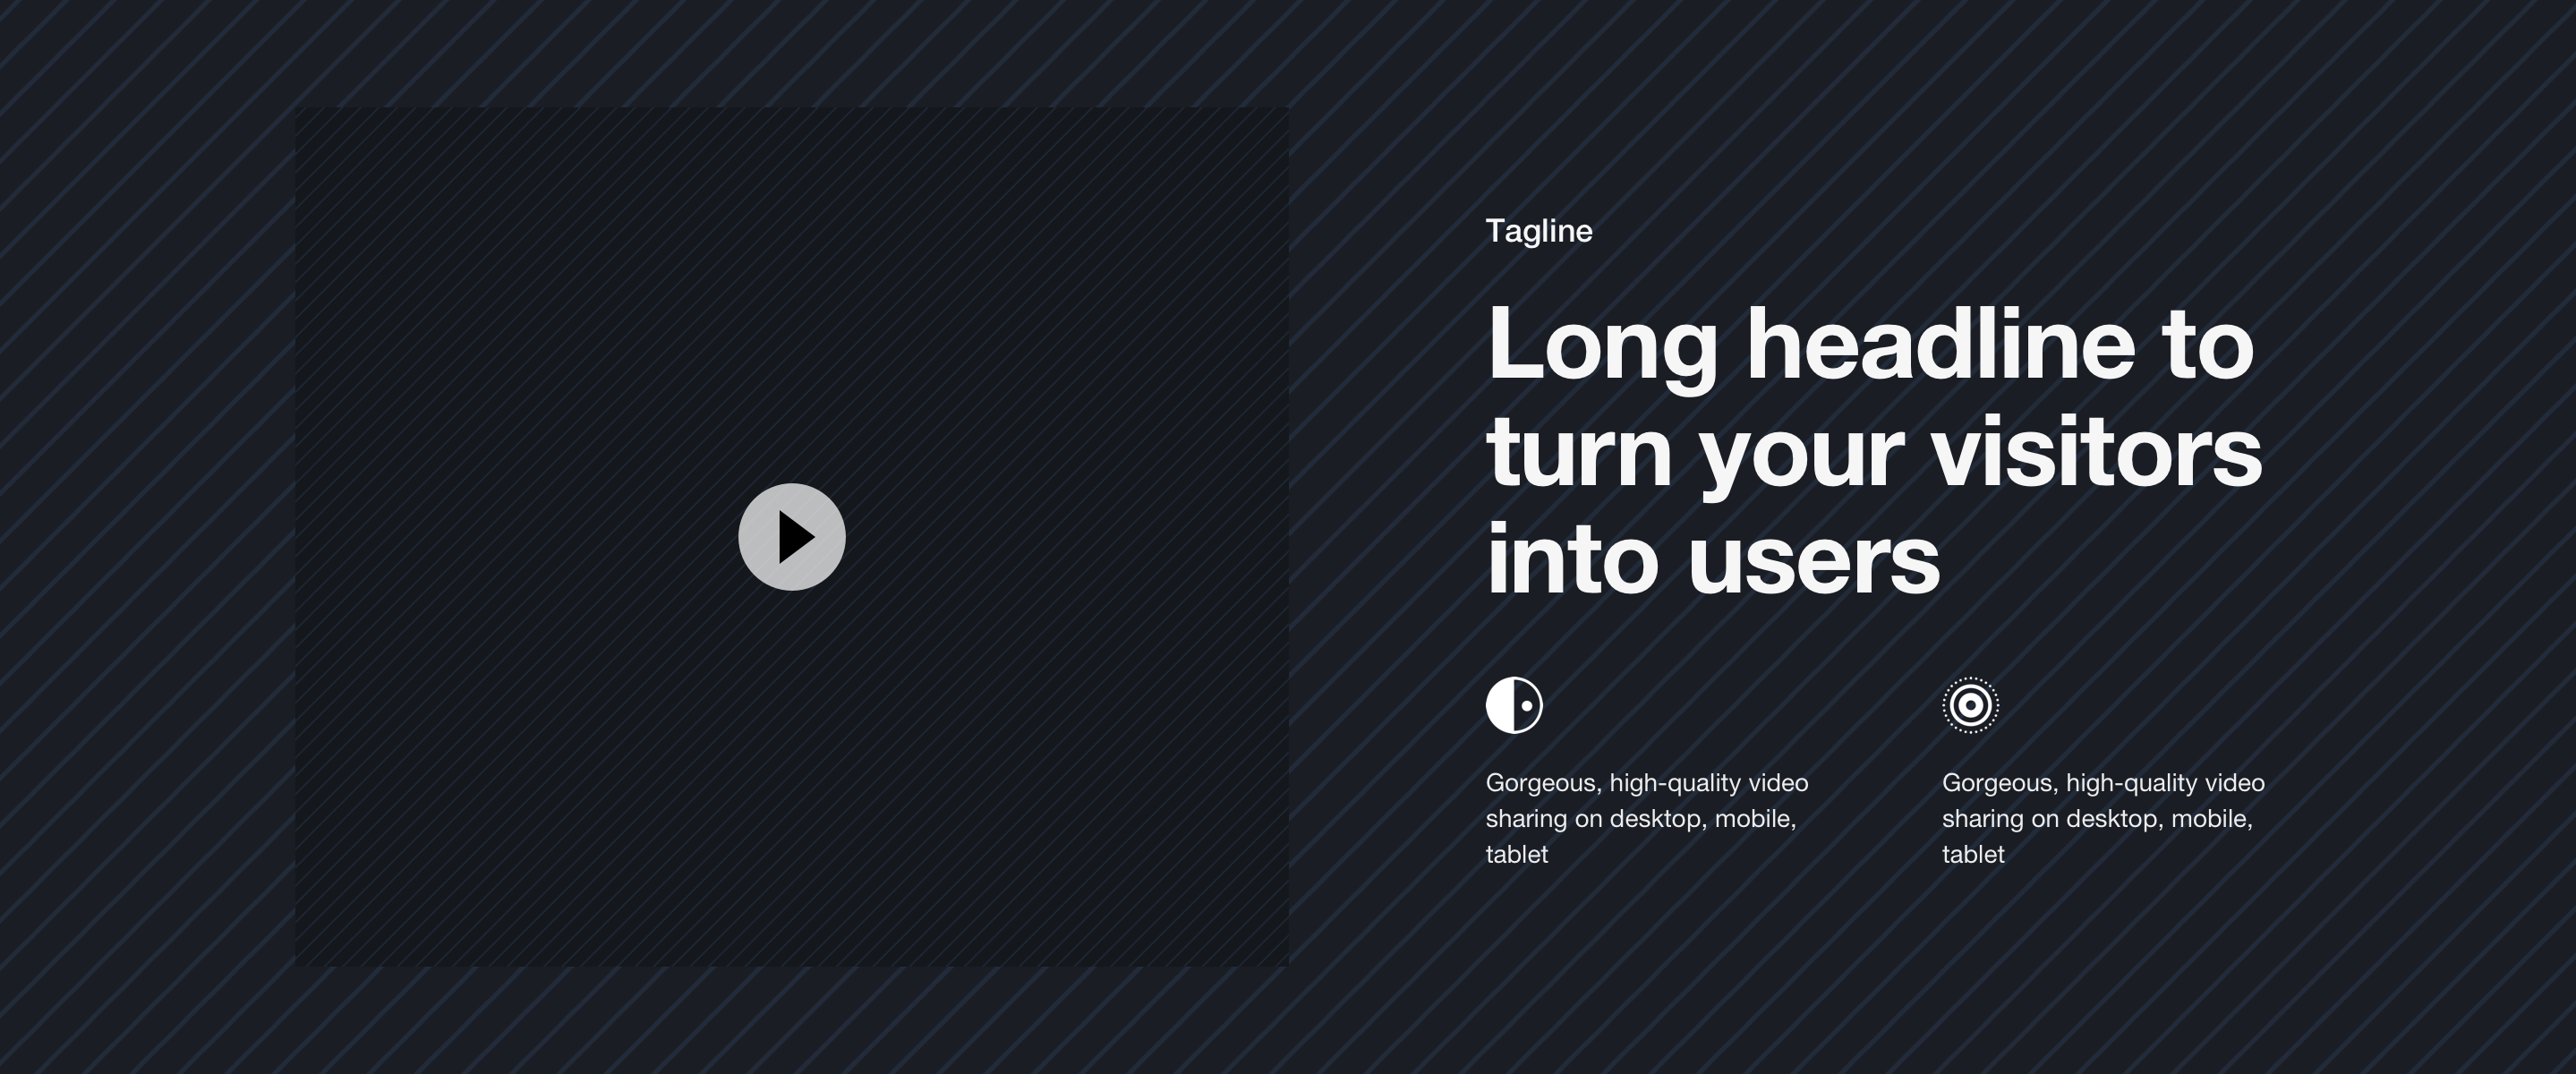 Tagline
Long headline to
turn your visitors
into users
Gorgeous, high-quality video
sharing on desktop, mobile,
tablet
Gorgeous, high-quality video
sharing on desktop, mobile,
tablet